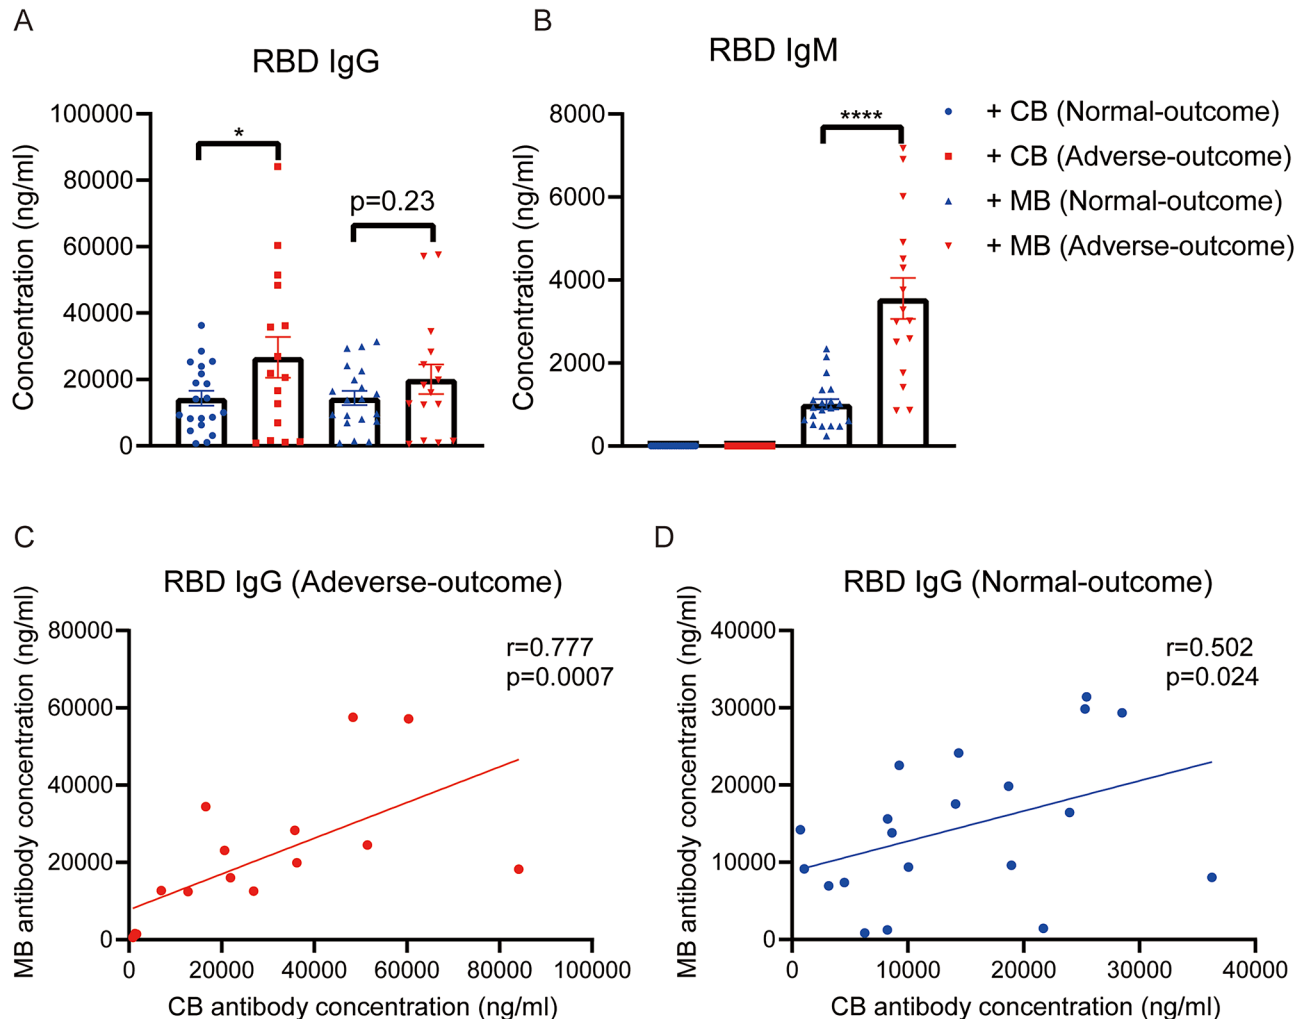 A
RBD IgG
Concentration (ng/ml)
100000
80000
60000
40000
20000
0
*
p=0.23
B
RBD IgM
Concentration (ng/ml)
8000
6000
4000
2000
0
****
+ CB (Normal-outcome)
+ CB (Adverse-outcome)
+ MB (Normal-outcome)
+ MB (Adverse-outcome)
C
RBD IgG (Adeverse-outcome)
MB antibody concentration (ng/ml)
80000
60000
40000
20000
0
r=0.777
p=0.0007
0 20000 40000 60000 80000 100000
CB antibody concentration (ng/ml)
D
RBD IgG (Normal-outcome)
MB antibody concentration (ng/ml)
40000
30000
20000
10000
0
r=0.502
p=0.024
0 10000 20000 30000 40000
CB antibody concentration (ng/ml)